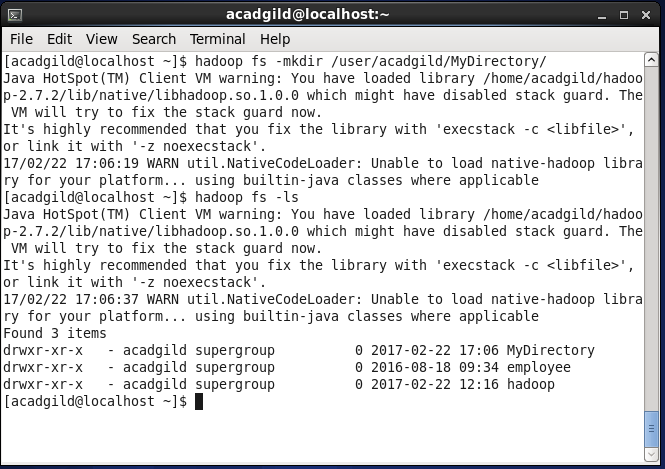 acadgild@localhost:~
File Edit View Search Terminal Help
[acadgild@localhost ~]$ hadoop fs -mkdir /user/acadgild/MyDirectory/
Java HotSpot(TM) Client VM warning: You have loaded library /home/acadgild/hadoo
p-2.7.2/lib/native/libhadoop.so.1.0.0 which might have disabled stack guard. The
 VM will try to fix the stack guard now.
It's highly recommended that you fix the library with 'execstack -c <libfile>',
or link it with '-z noexecstack'.
17/02/22 17:06:19 WARN util.NativeCodeLoader: Unable to load native-hadoop libra
ry for your platform... using builtin-java classes where applicable
[acadgild@localhost ~]$ hadoop fs -ls
Java HotSpot(TM) Client VM warning: You have loaded library /home/acadgild/hadoo
p-2.7.2/lib/native/libhadoop.so.1.0.0 which might have disabled stack guard. The
 VM will try to fix the stack guard now.
It's highly recommended that you fix the library with 'execstack -c <libfile>',
or link it with '-z noexecstack'.
17/02/22 17:06:37 WARN util.NativeCodeLoader: Unable to load native-hadoop libra
ry for your platform... using builtin-java classes where applicable
Found 3 items
drwxr-xr-x   - acadgild supergroup          0 2017-02-22 17:06 MyDirectory
drwxr-xr-x   - acadgild supergroup          0 2016-08-18 09:34 employee
drwxr-xr-x   - acadgild supergroup          0 2017-02-22 12:16 hadoop
[acadgild@localhost ~]$